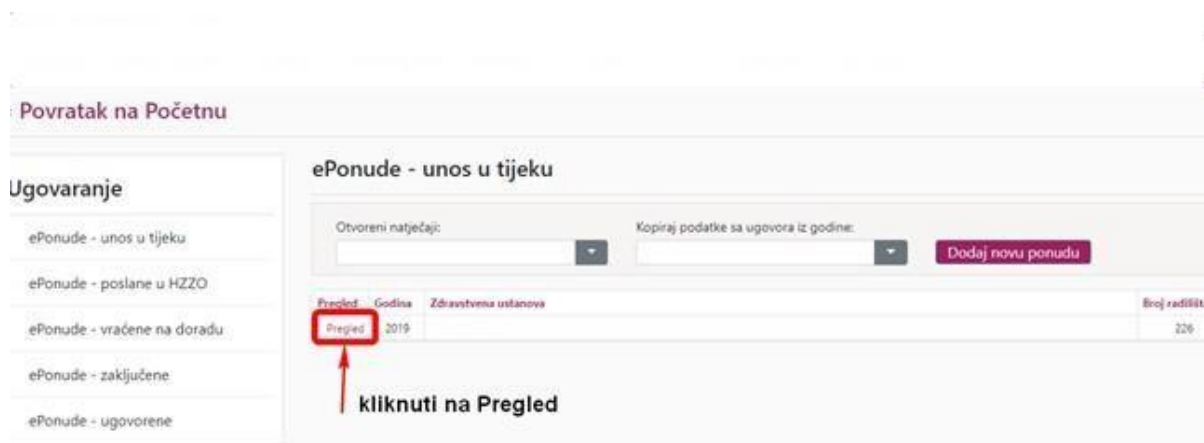 Povratak na Početnu
Ugovaranje
ePonude - unos u tijeku
ePonude - poslane u HZZO
ePonude - vraćene na doradu
ePonude - zaključene
ePonude - ugovorene
ePonude - unos u tijeku
Otvoreni natječaji:
Kopiraj podatke sa ugovora iz godine:
Dodaj novu ponudu
Pregled Godina Zdravstvena ustanova Broj radilišt
Pregled 2019 226
kliknuti na Pregled